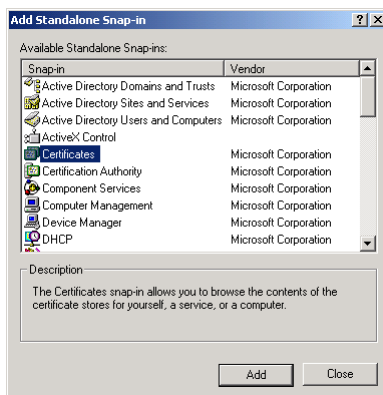 Add Standalone Snap-in
Available Standalone Snap-ins:
Snap-in Vendor
Active Directory Domains and Trusts Microsoft Corporation
Active Directory Sites and Services Microsoft Corporation
Active Directory Users and Computers Microsoft Corporation
ActiveX Control
Certificates Microsoft Corporation
Certification Authority Microsoft Corporation
Component Services Microsoft Corporation
Computer Management Microsoft Corporation
Device Manager Microsoft Corporation
DHCP Microsoft Corporation
Description
The Certificates snap-in allows you to browse the contents of the
certificate stores for yourself, a service, or a computer.
Add Close